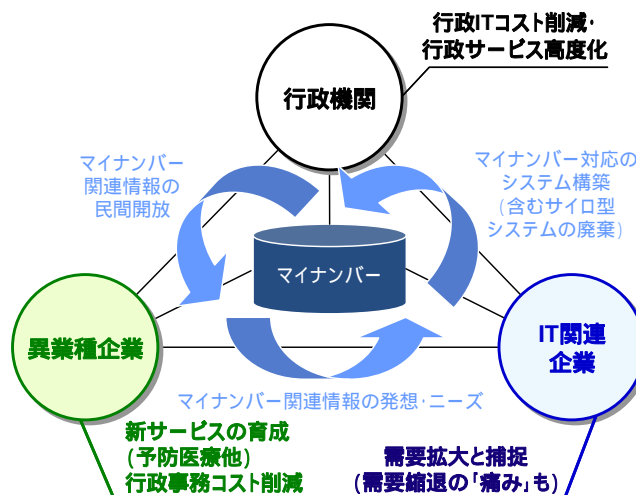 行政ITコスト削減・
行政サービス高度化
行政機関
マイナンバー
関連情報の
民間開放
マイナンバー対応の
システム構築
(含むサイロ型
システムの廃棄)
マイナンバー
異業種企業
IT関連
企業
マイナンバー関連情報の発想・ニーズ
新サービスの育成
(予防医療他)
行政事務コスト削減
需要拡大と捕捉
(需要縮退の「痛み」も)